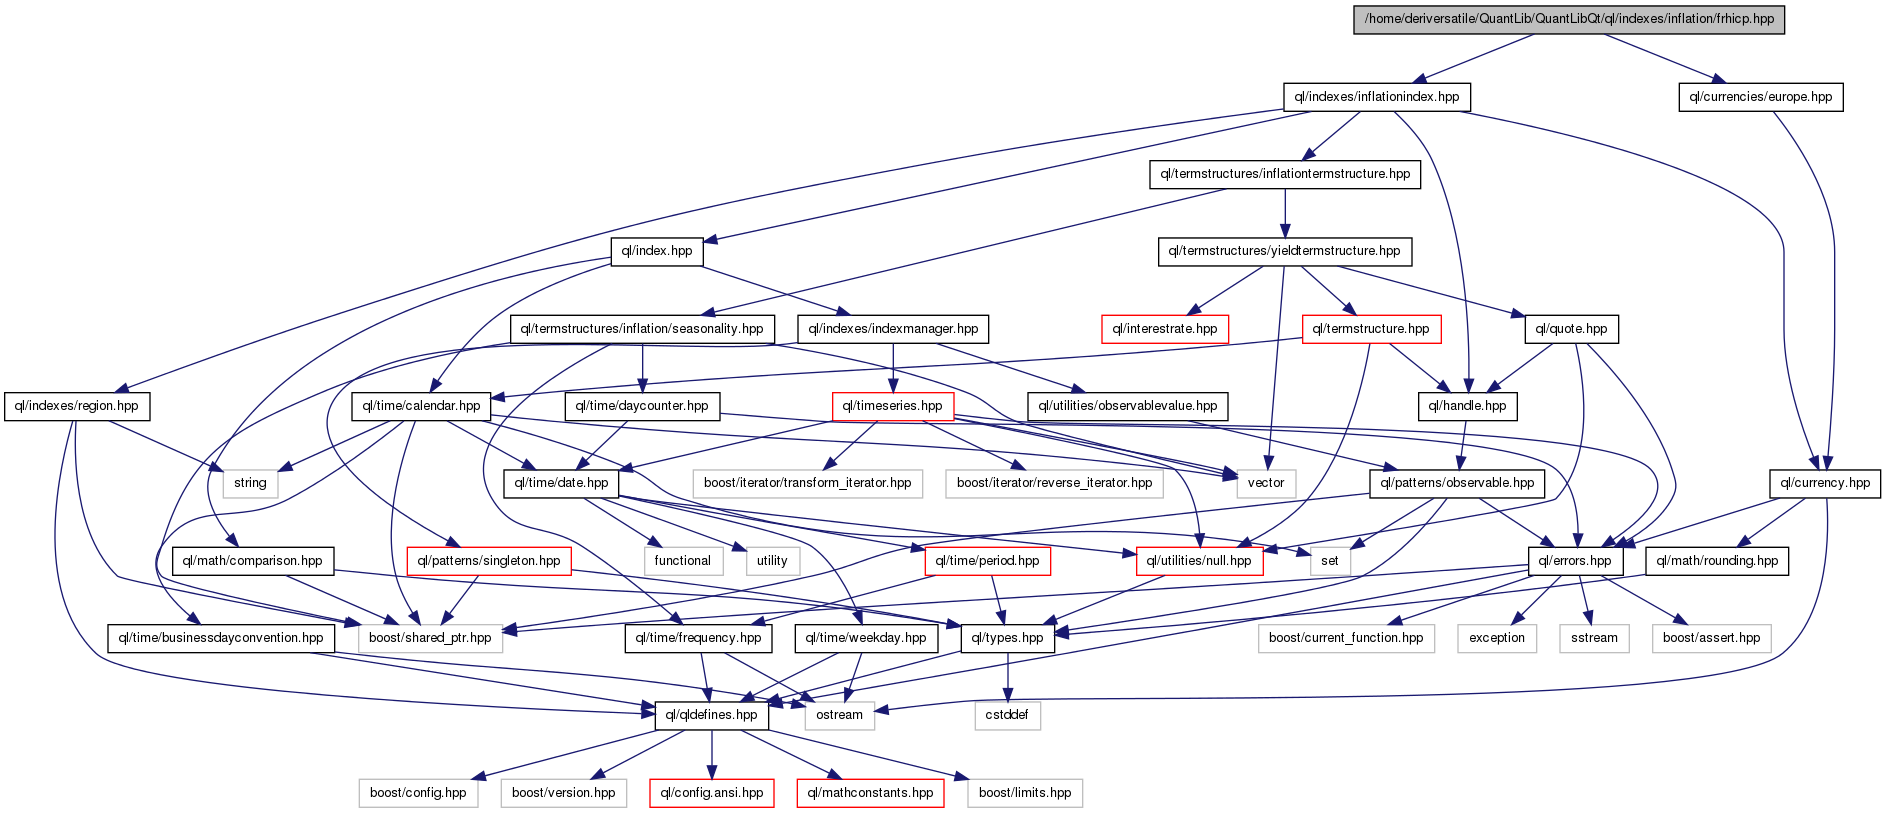 /home/deriversatile/QuantLib/QuantLibQt/ql/indexes/inflation/frhicp.hpp
ql/indexes/inflationindex.hpp
ql/currencies/europe.hpp
ql/termstructures/inflationtermstructure.hpp
ql/index.hpp
ql/termstructures/yieldtermstructure.hpp
ql/termstructures/inflation/seasonality.hpp
ql/indexes/indexmanager.hpp
ql/interestrate.hpp
ql/termstructure.hpp
ql/quote.hpp
ql/indexes/region.hpp
ql/time/calendar.hpp
ql/time/daycounter.hpp
ql/timeseries.hpp
ql/utilities/observablevalue.hpp
ql/handle.hpp
string
ql/time/date.hpp
boost/iterator/transform_iterator.hpp
boost/iterator/reverse_iterator.hpp
vector
ql/patterns/observable.hpp
ql/currency.hpp
ql/math/comparison.hpp
ql/patterns/singleton.hpp
functional
utility
ql/time/period.hpp
ql/utilities/null.hpp
set
ql/errors.hpp
ql/math/rounding.hpp
ql/time/businessdayconvention.hpp
boost/shared_ptr.hpp
ql/time/frequency.hpp
ql/time/weekday.hpp
ql/types.hpp
boost/current_function.hpp
exception
sstream
boost/assert.hpp
ql/qldefines.hpp
ostream
cstddef
boost/config.hpp
boost/version.hpp
ql/config.ansi.hpp
ql/mathconstants.hpp
boost/limits.hpp